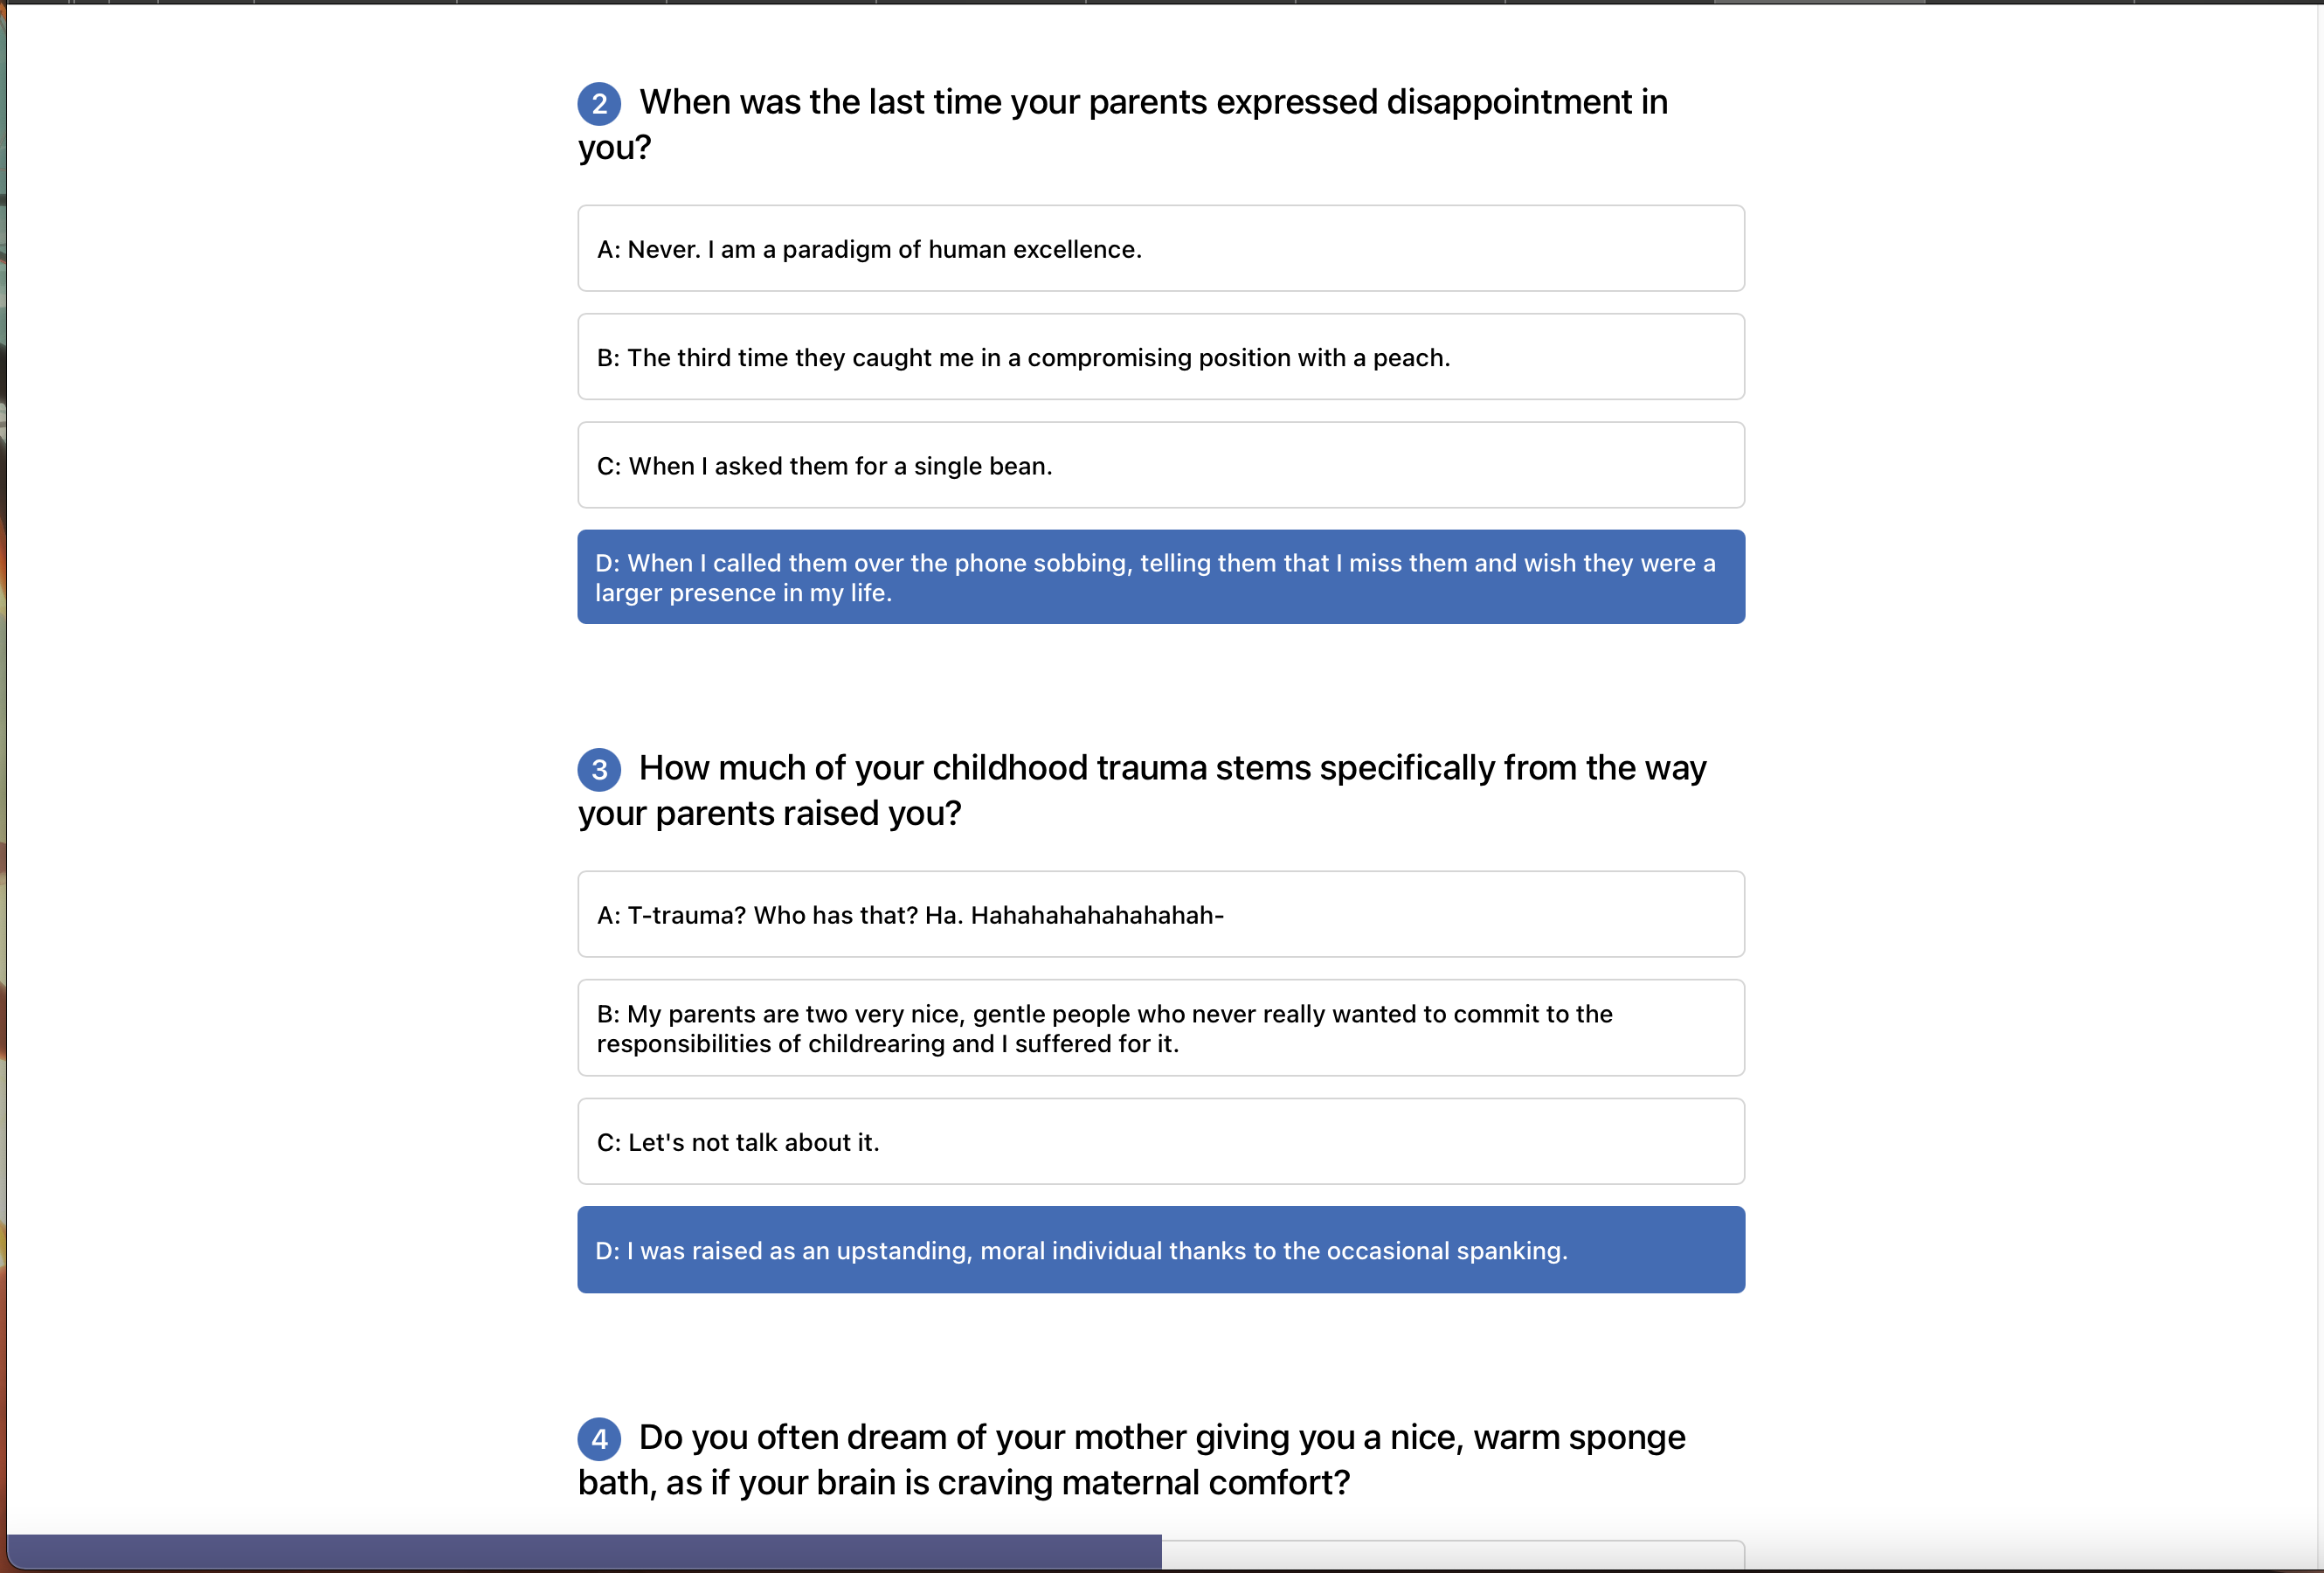 2 When was the last time your parents expressed disappointment in
you?
A: Never. I am a paradigm of human excellence.
B: The third time they caught me in a compromising position with a peach.
C: When I asked them for a single bean.
D: When I called them over the phone sobbing, telling them that I miss them and wish they were a
larger presence in my life.
3 How much of your childhood trauma stems specifically from the way
your parents raised you?
A: T-trauma? Who has that? Ha. Hahahahahahahahah-
B: My parents are two very nice, gentle people who never really wanted to commit to the
responsibilities of childrearing and I suffered for it.
C: Let's not talk about it.
D: I was raised as an upstanding, moral individual thanks to the occasional spanking.
4 Do you often dream of your mother giving you a nice, warm sponge
bath, as if your brain is craving maternal comfort?